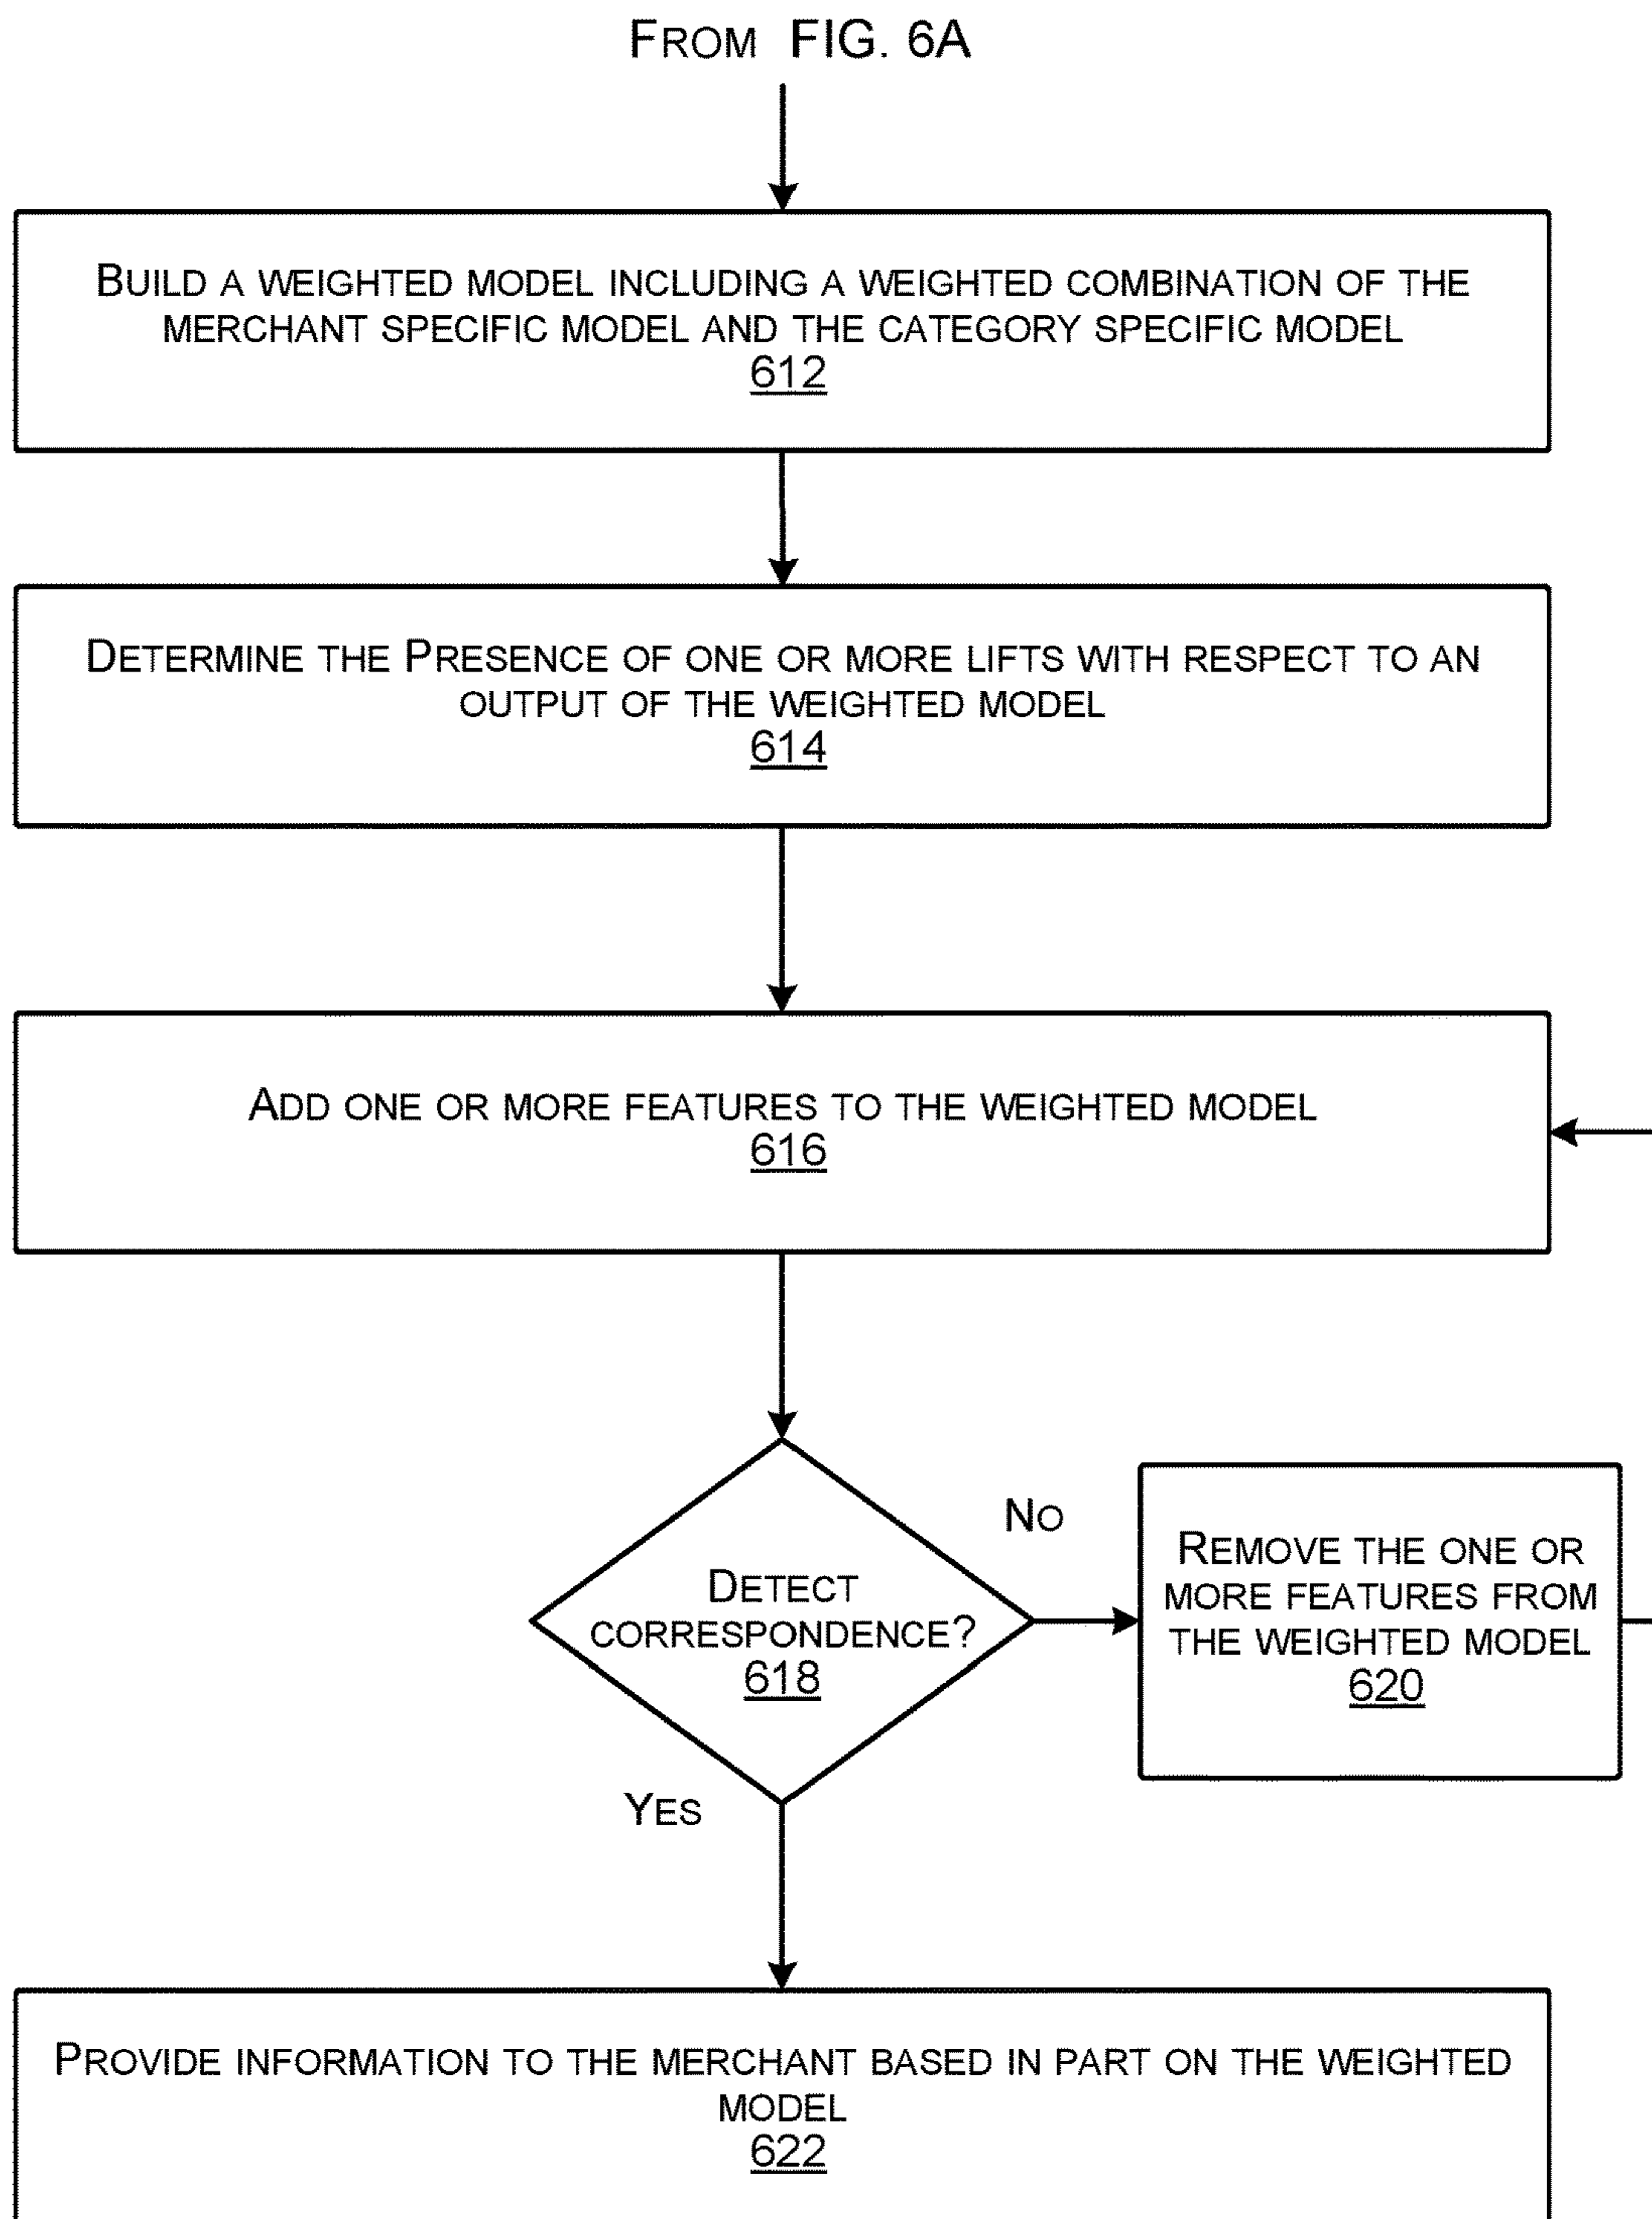 FROM FIG. 6A
BUILD A WEIGHTED MODEL INCLUDING A WEIGHTED COMBINATION OF THE
MERCHANT SPECIFIC MODEL AND THE CATEGORY SPECIFIC MODEL
612
DETERMINE THE PRESENCE OF ONE OR MORE LIFTS WITH RESPECT TO AN
OUTPUT OF THE WEIGHTED MODEL
614
ADD ONE OR MORE FEATURES TO THE WEIGHTED MODEL
616
DETECT
CORRESPONDENCE?
618
NO
REMOVE THE ONE OR
MORE FEATURES FROM
THE WEIGHTED MODEL
620
YES
PROVIDE INFORMATION TO THE MERCHANT BASED IN PART ON THE WEIGHTED
MODEL
622